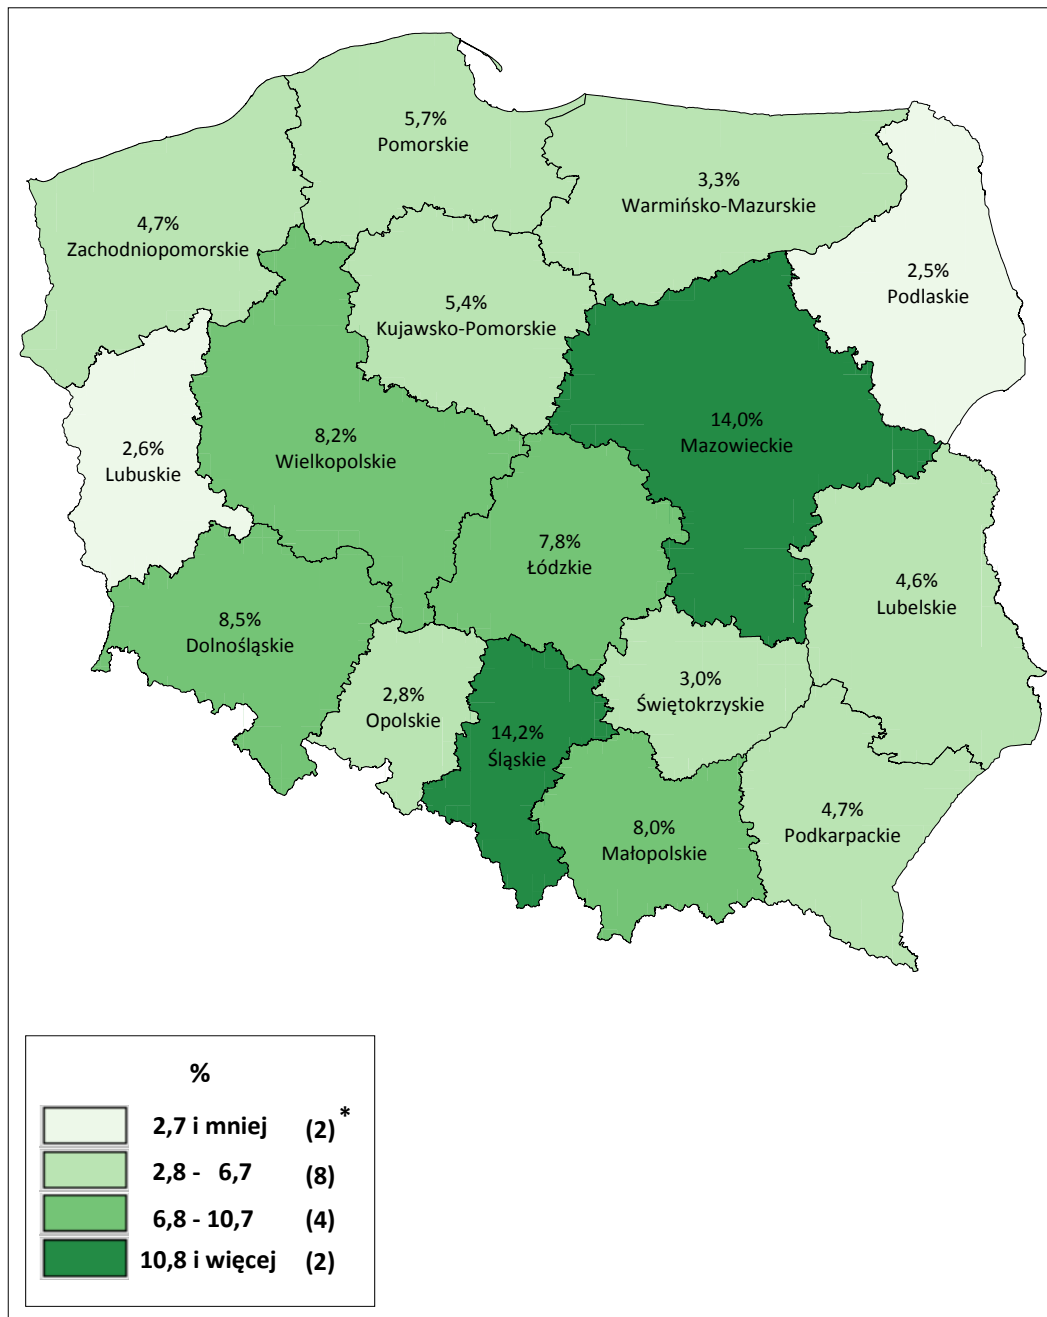 5,7%
Pomorskie
3,3%
Warmińsko-Mazurskie
4,7%
Zachodniopomorskie
2,5%
Podlaskie
5,4%
Kujawsko-Pomorskie
14,0%
Mazowieckie
8,2%
Wielkopolskie
2,6%
Lubuskie
7,8%
Łódzkie
4,6%
Lubelskie
8,5%
Dolnośląskie
3,0%
Świętokrzyskie
2,8%
Opolskie
14,2%
Śląskie
4,7%
Podkarpackie
8,0%
Małopolskie
%
2,7 i mniej (2) *
2,8 - 6,7 (8)
6,8 - 10,7 (4)
10,8 i więcej (2)